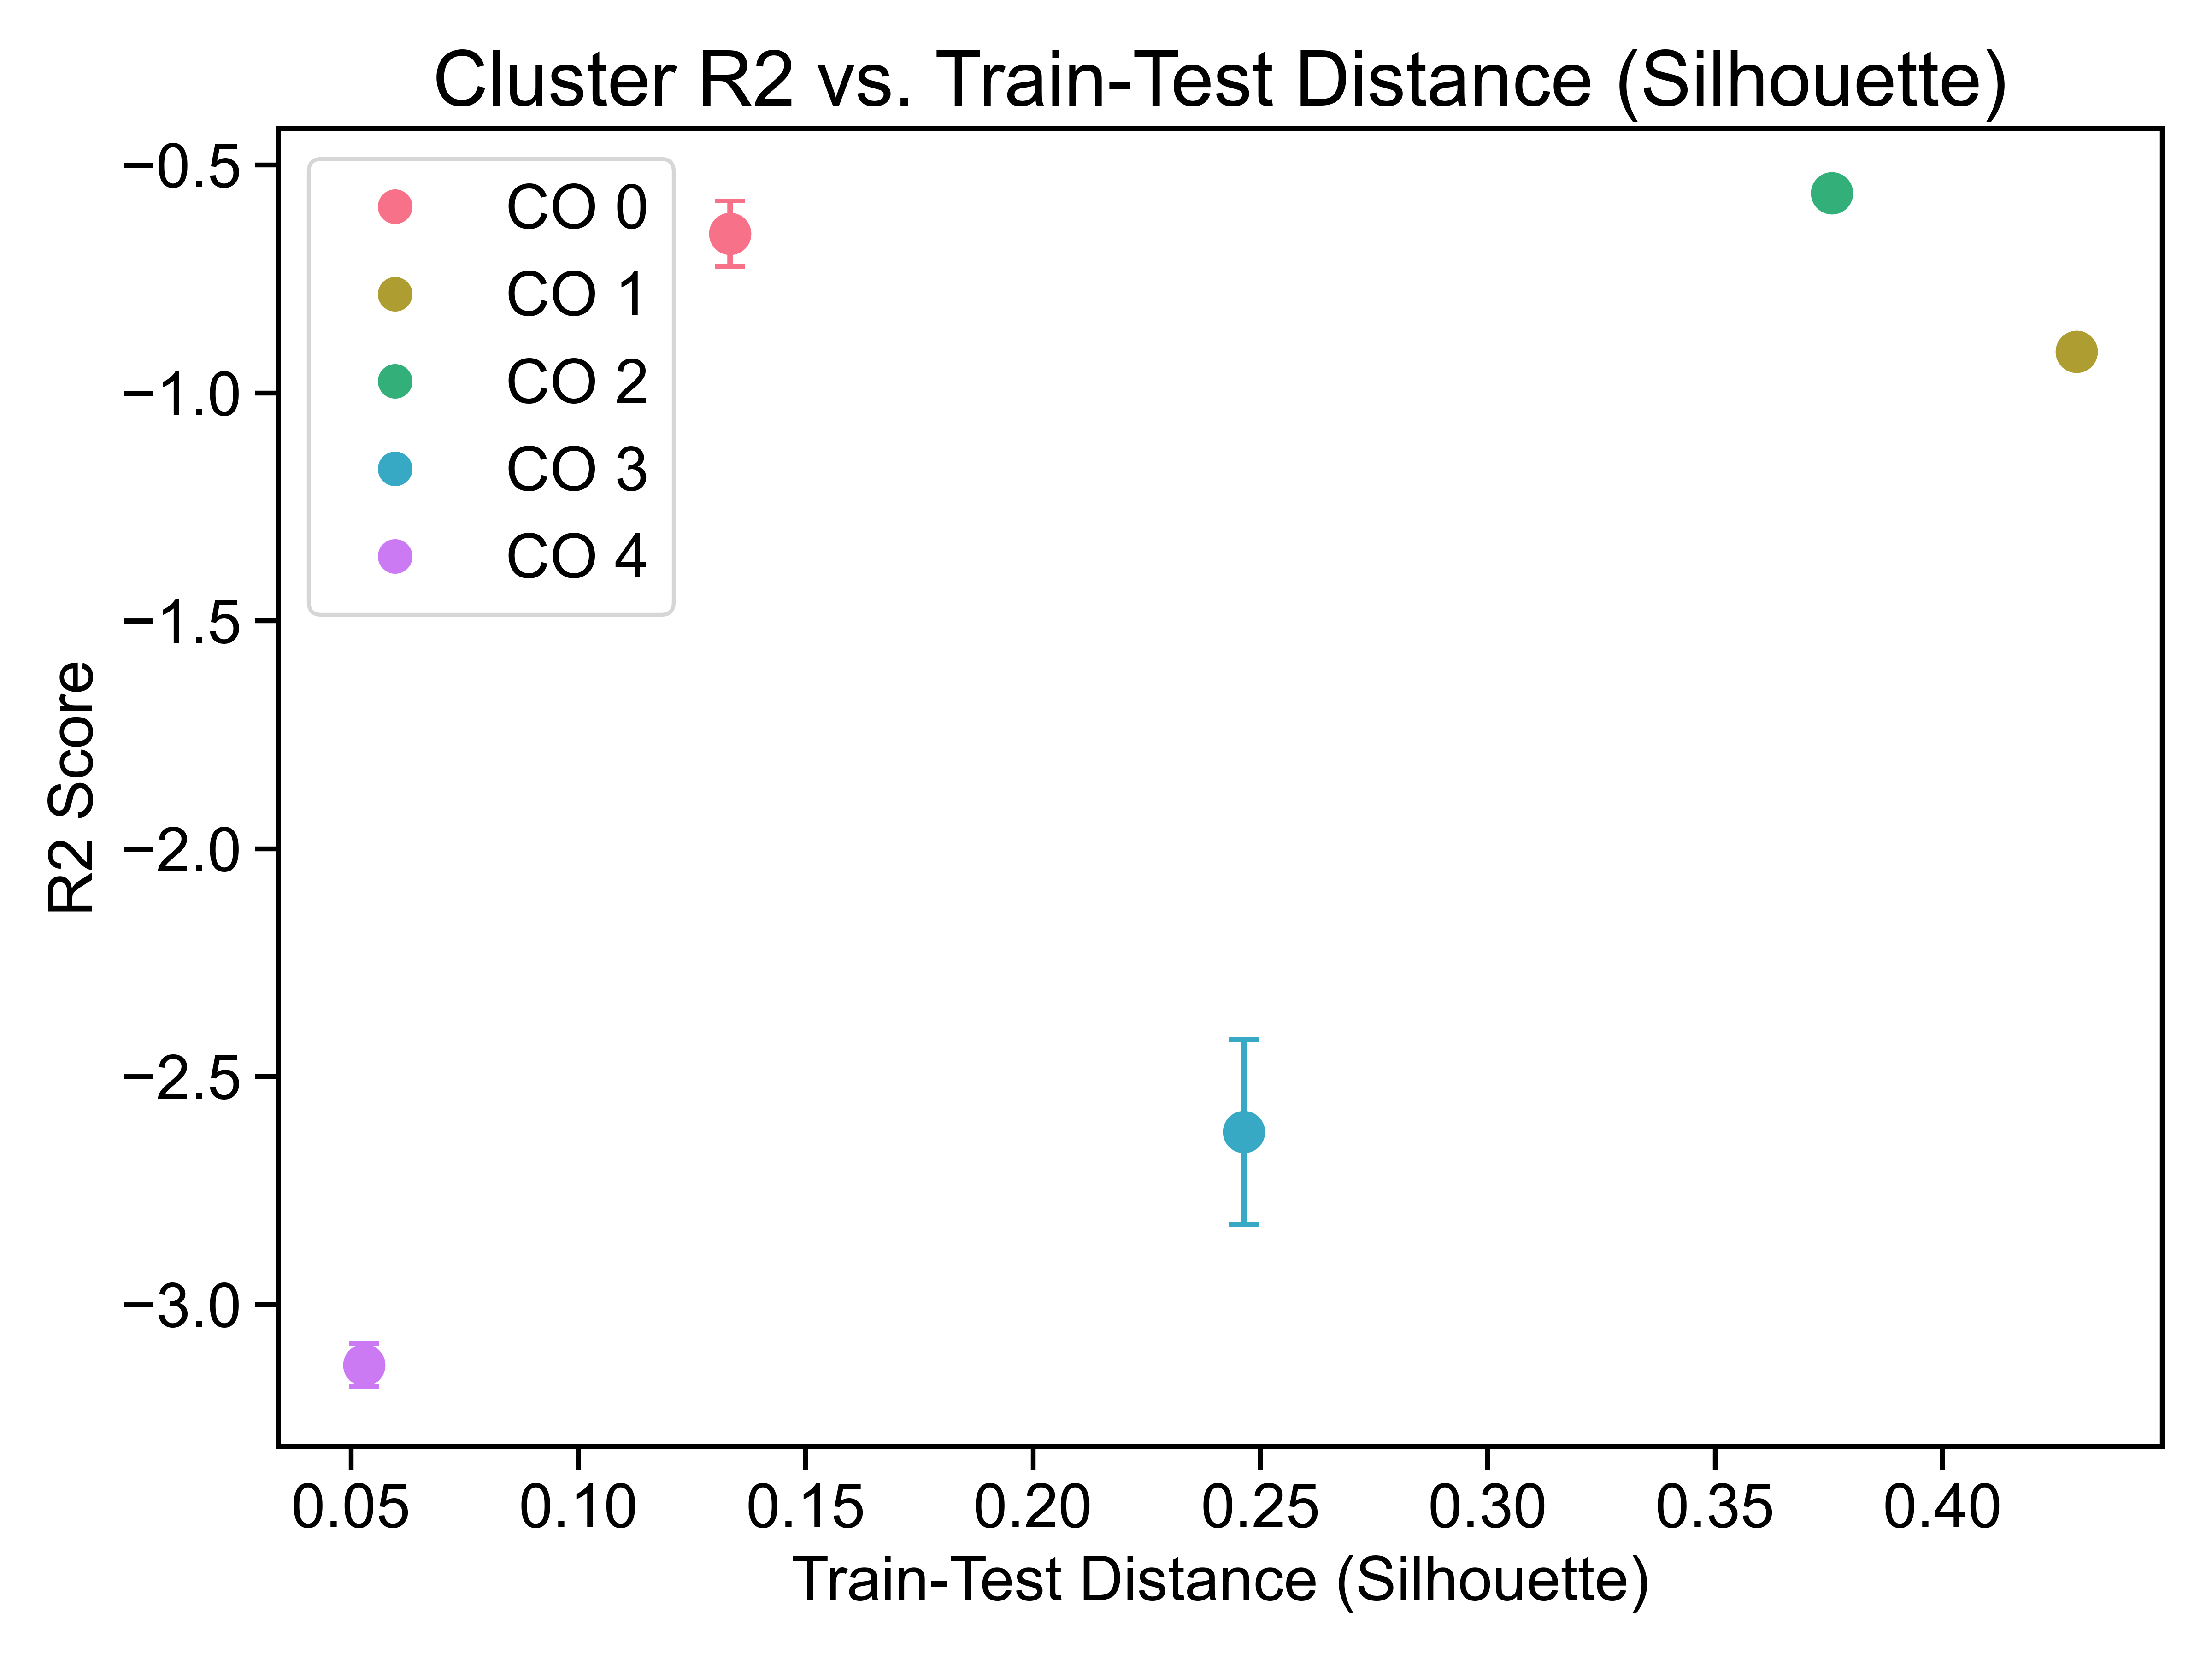 Cluster R2 vs. Train-Test Distance (Silhouette)
−0.5
−1.0
−1.5
−2.0
−2.5
−3.0
R2 Score
CO 0
CO 1
CO 2
CO 3
CO 4
0.05 0.10 0.15 0.20 0.25 0.30 0.35 0.40
Train-Test Distance (Silhouette)